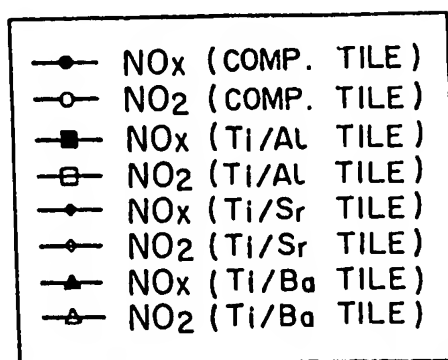 NOx (COMP. TILE)
NO2 (COMP. TILE)
NOx (Ti/Al TILE)
NO2 (Ti/Al TILE)
NOx (Ti/Sr TILE)
NO2 (Ti/Sr TILE)
NOx (Ti/Ba TILE)
NO2 (Ti/Ba TILE)